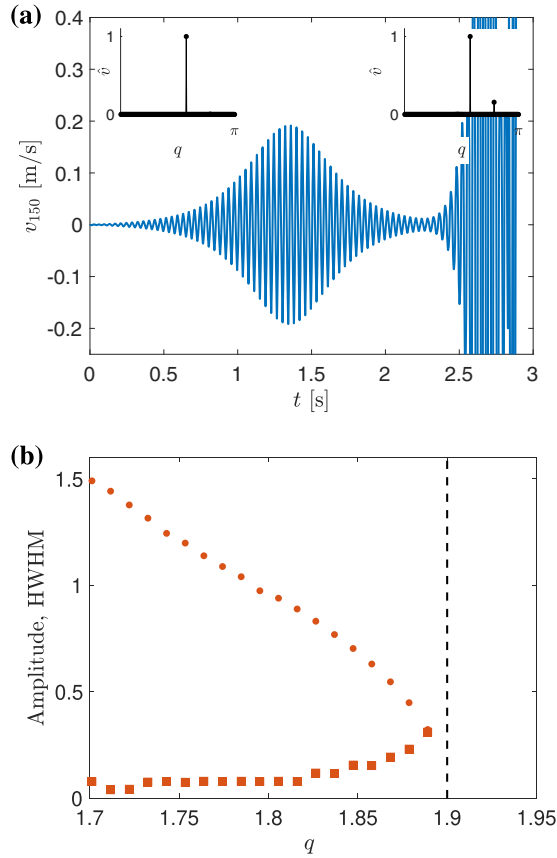 (a)
0.4
0.3
0.2
0.1
0
-0.1
-0.2
v₁₅₀ [m/s]
1
0
v̂
q
π
1
0
v̂
q
π
0 0.5 1 1.5 2 2.5 3
t [s]
(b)
1.5
1
0.5
0
Amplitude, HWHM
1.7 1.75 1.8 1.85 1.9 1.95
q